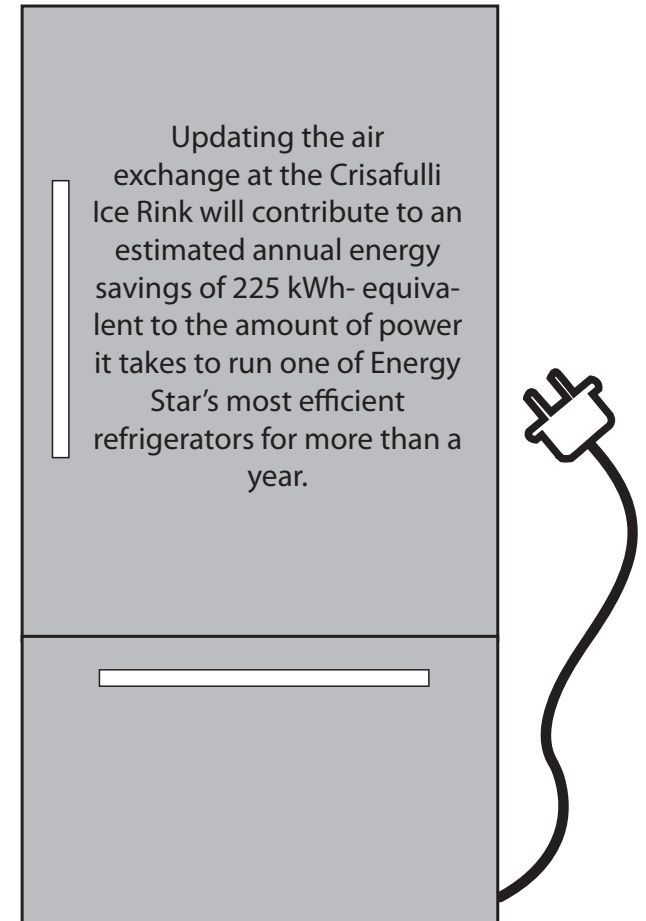 Updating the air
exchange at the Crisafulli
Ice Rink will contribute to an
estimated annual energy
savings of 225 kWh- equiva-
lent to the amount of power
it takes to run one of Energy
Star’s most efficient
refrigerators for more than a
year.